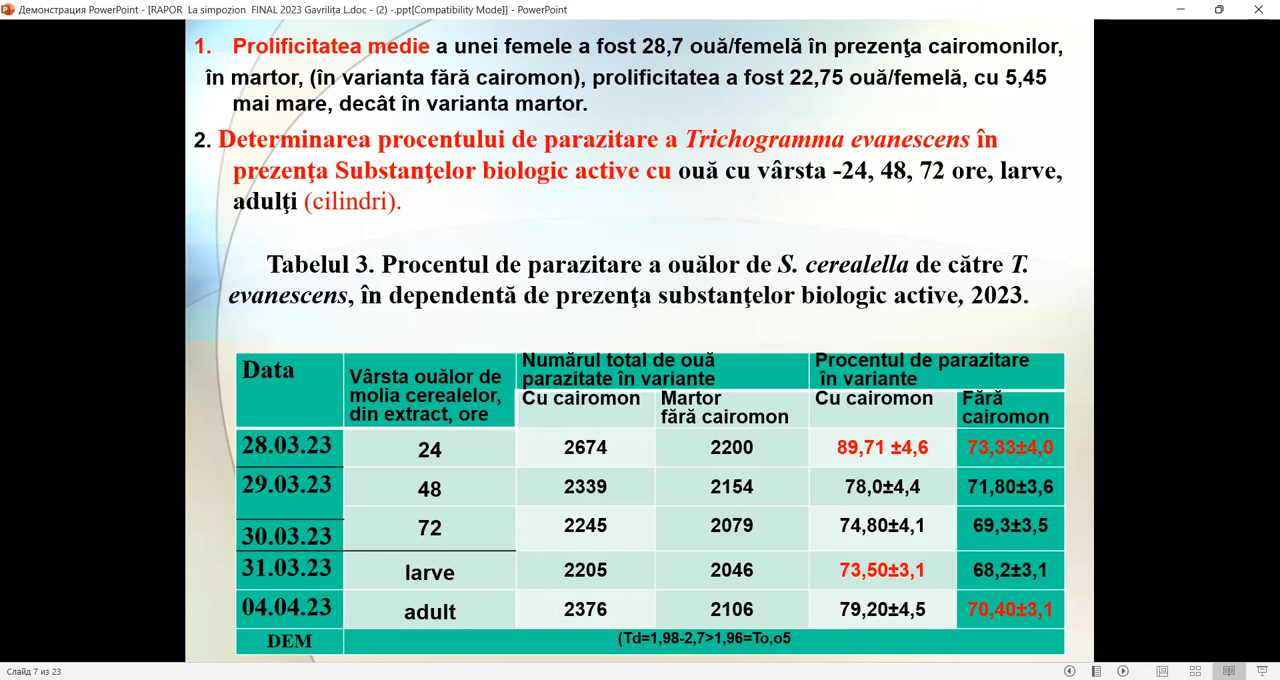 Демонстрация PowerPoint - [RAPOR La simpozion FINAL 2023 Gavrilița L.doc - (2) -.ppt[Compatibility Mode]] - PowerPoint
1. Prolificitatea medie a unei femele a fost 28,7 ouă/femelă în prezenţa cairomonilor,
în martor, (în varianta fără cairomon), prolificitatea a fost 22,75 ouă/femelă, cu 5,45
mai mare, decât în varianta martor.
2. Determinarea procentului de parazitare a Trichogramma evanescens în
prezenţa Substanţelor biologic active cu ouă cu vârsta -24, 48, 72 ore, larve,
adulţi (cilindri).
Tabelul 3. Procentul de parazitare a ouălor de S. cerealella de către T.
evanescens, în dependentă de prezenţa substanţelor biologic active, 2023.
Data
Vârsta ouălor de
molia cerealelor,
din extract, ore
Numărul total de ouă
parazitate în variante
Procentul de parazitare
în variante
Cu cairomon
Martor
fără cairomon
Cu cairomon
Fără
cairomon
28.03.23 24 2674 2200 89,71 ±4,6 73,33±4,0
29.03.23 48 2339 2154 78,0±4,4 71,80±3,6
30.03.23 72 2245 2079 74,80±4,1 69,3±3,5
31.03.23 larve 2205 2046 73,50±3,1 68,2±3,1
04.04.23 adult 2376 2106 79,20±4,5 70,40±3,1
DEM (Td=1,98-2,7>1,96=To,o5
Слайд 7 из 23